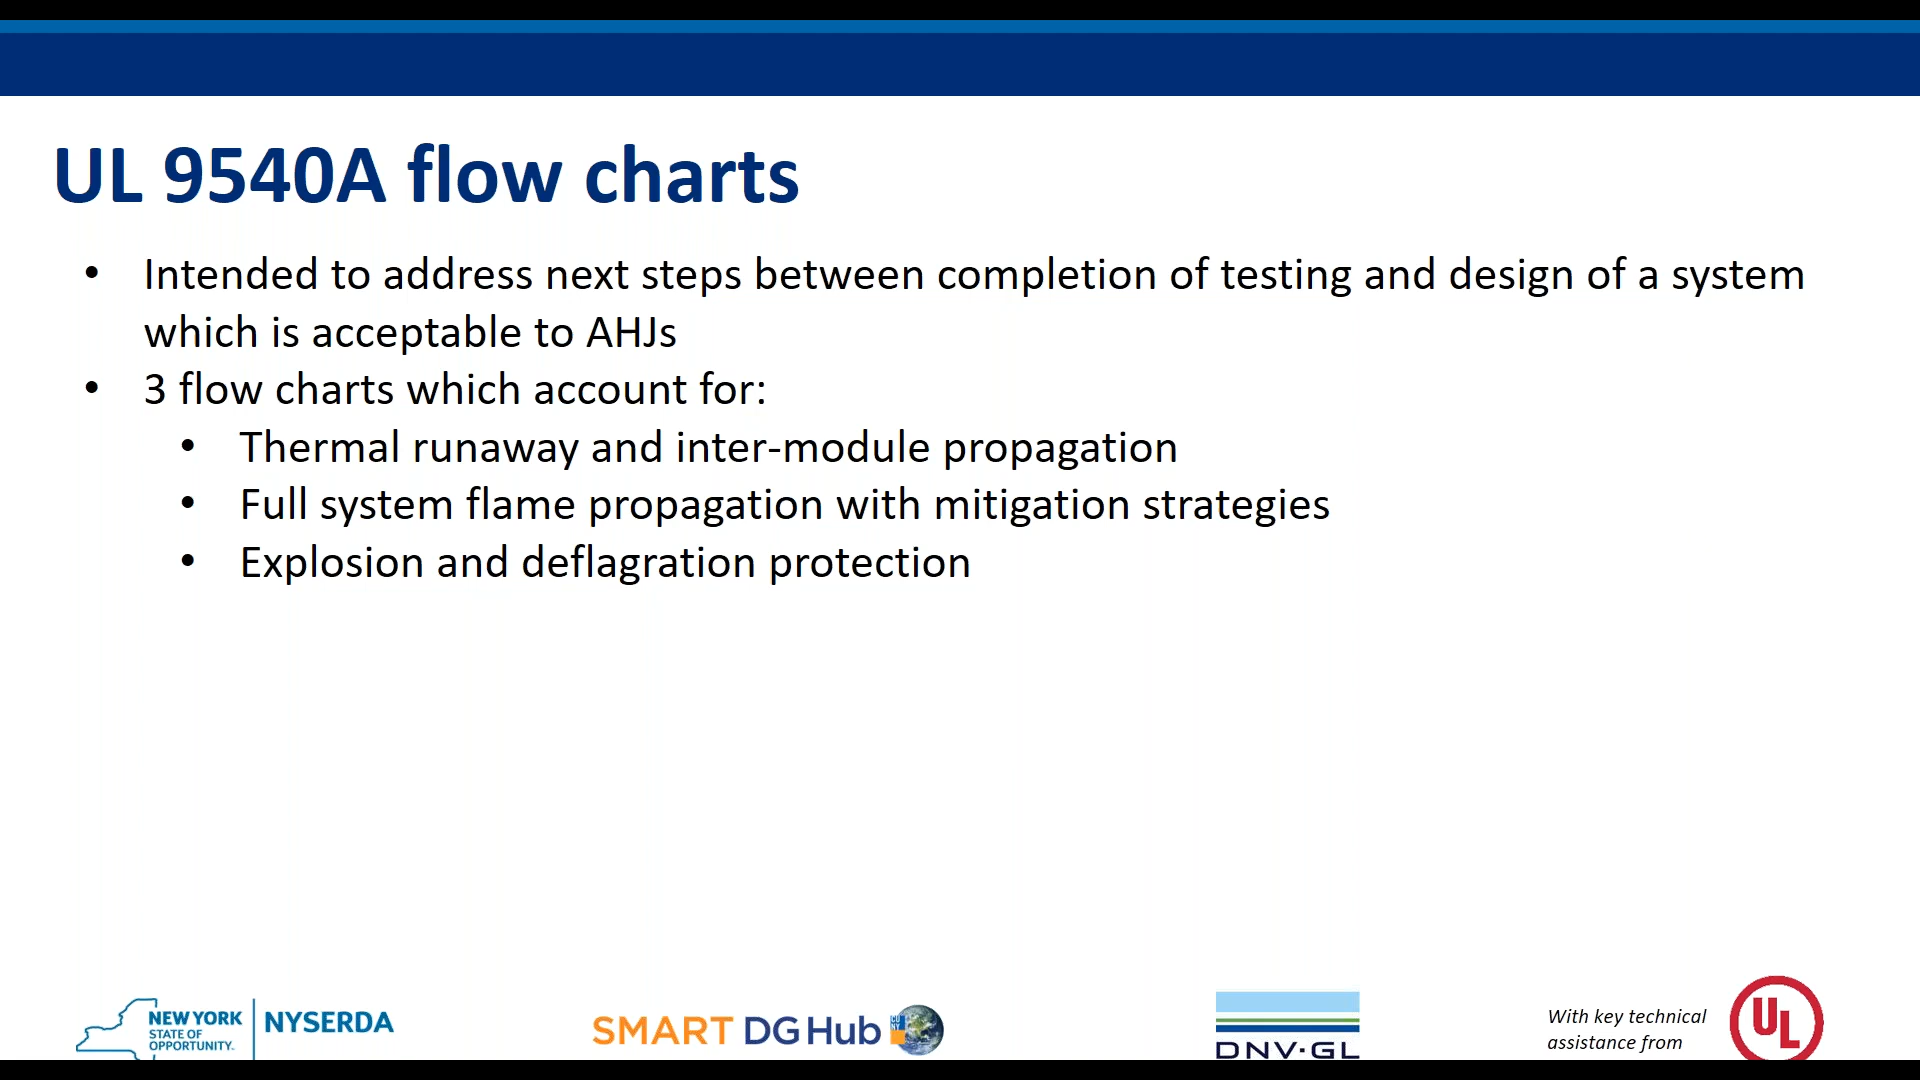 UL 9540A flow charts
• Intended to address next steps between completion of testing and design of a system
which is acceptable to AHJs
• 3 flow charts which account for:
• Thermal runaway and inter-module propagation
• Full system flame propagation with mitigation strategies
• Explosion and deflagration protection
NEW YORK
STATE OF
OPPORTUNITY.
NYSERDA
SMART DG Hub
CU
NY
DNV·GL
With key technical
assistance from
UL